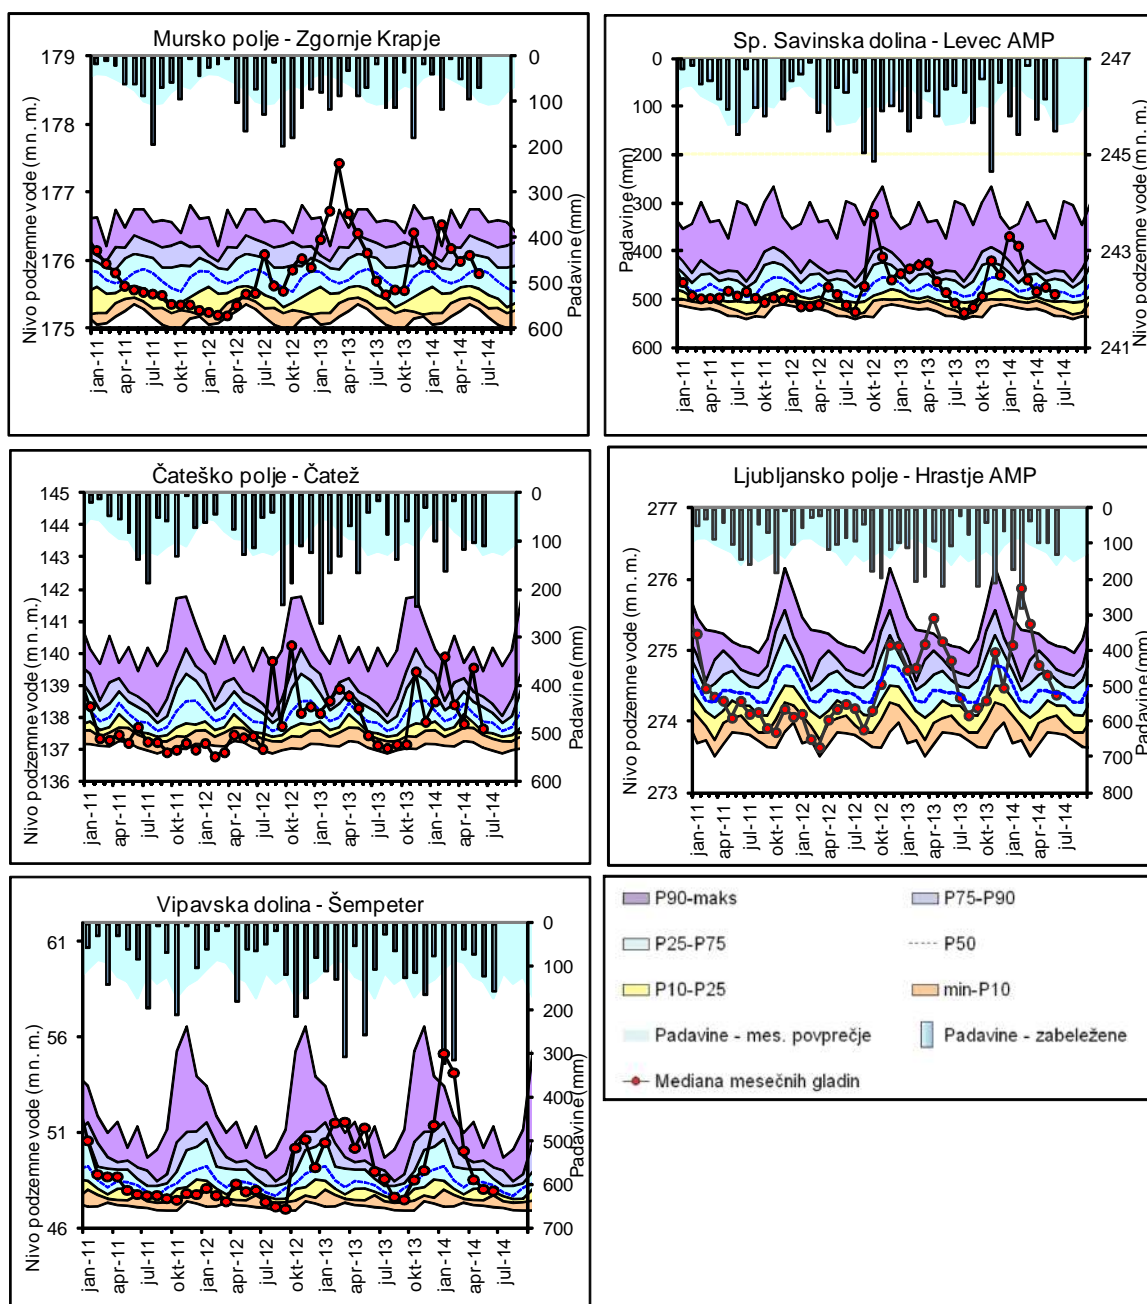 Mursko polje - Zgornje Krapje
Nivo podzemne vode (m n. m.)
179
178
177
176
175
0
100
200
300
400
500
600
Padavine (mm)
jan-11
apr-11
jul-11
okt-11
jan-12
apr-12
jul-12
okt-12
jan-13
apr-13
jul-13
okt-13
jan-14
apr-14
jul-14
Sp. Savinska dolina - Levec AMP
Padavine (mm)
0
100
200
300
400
500
600
247
245
243
241
Nivo podzemne vode (m n. m.)
jan-11
apr-11
jul-11
okt-11
jan-12
apr-12
jul-12
okt-12
jan-13
apr-13
jul-13
okt-13
jan-14
apr-14
jul-14
Čateško polje - Čatež
Nivo podzemne vode (m n. m.)
145
144
143
142
141
140
139
138
137
136
0
100
200
300
400
500
600
Padavine (mm)
jan-11
apr-11
jul-11
okt-11
jan-12
apr-12
jul-12
okt-12
jan-13
apr-13
jul-13
okt-13
jan-14
apr-14
jul-14
Ljubljansko polje - Hrastje AMP
Nivo podzemne vode (m n. m.)
277
276
275
274
273
0
100
200
300
400
500
600
700
800
Padavine (mm)
jan-11
apr-11
jul-11
okt-11
jan-12
apr-12
jul-12
okt-12
jan-13
apr-13
jul-13
okt-13
jan-14
apr-14
jul-14
Vipavska dolina - Šempeter
Nivo podzemne vode (m n. m.)
61
56
51
46
0
100
200
300
400
500
600
700
Padavine (mm)
jan-11
apr-11
jul-11
okt-11
jan-12
apr-12
jul-12
okt-12
jan-13
apr-13
jul-13
okt-13
jan-14
apr-14
jul-14
P90-maks
P75-P90
P25-P75
P50
P10-P25
min-P10
Padavine - mes. povprečje
Padavine - zabeležene
Mediana mesečnih gladin